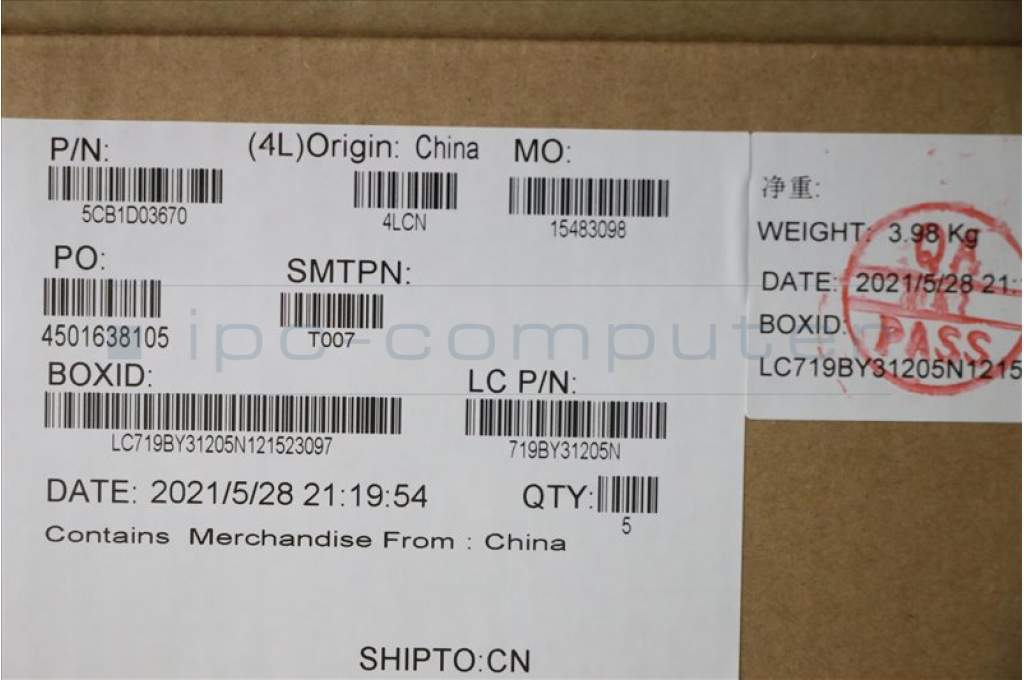 P/N: (4L)Origin: China MO:
5CB1D03670 4LCN 15483098
PO: SMTPN:
4501638105 T007
BOXID: LC P/N:
LC719BY31205N121523097 719BY31205N
DATE: 2021/5/28 21:19:54 QTY:
5
Contains Merchandise From : China
SHIPTO:CN
净重:
WEIGHT: 3.98 Kg
DATE: 2021/5/28 21:
BOXID:
LC719BY31205N1215
QA
PASS
ipc-computer